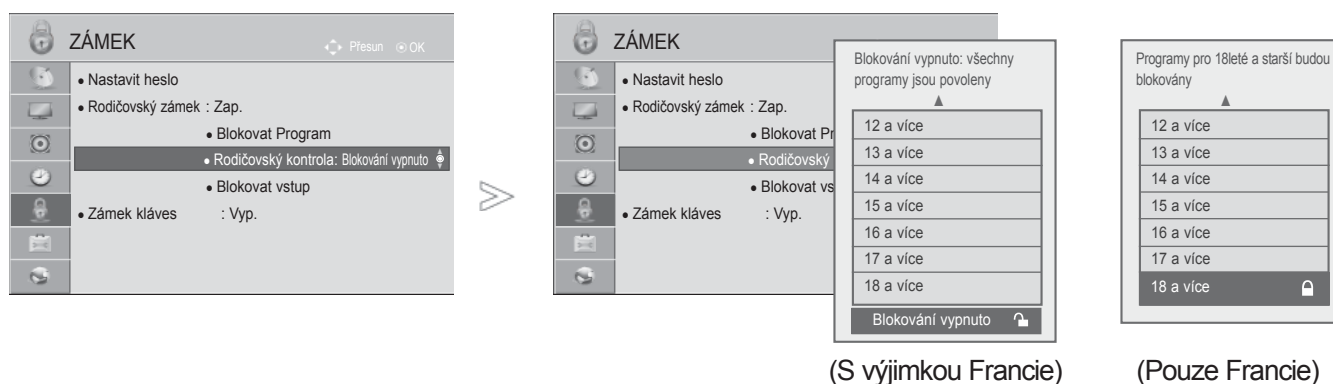 ZÁMEK
Přesun OK
• Nastavit heslo
• Rodičovský zámek : Zap.
• Blokovat Program
• Rodičovský kontrola: Blokování vypnuto
• Blokovat vstup
• Zámek kláves : Vyp.
ZÁMEK
• Nastavit heslo
• Rodičovský zámek : Zap.
• Blokovat Pr
• Rodičovský
• Blokovat vs
• Zámek kláves : Vyp.
Blokování vypnuto: všechny
programy jsou povoleny
12 a více
13 a více
14 a více
15 a více
16 a více
17 a více
18 a více
Blokování vypnuto
(S výjimkou Francie)
Programy pro 18leté a starší budou
blokovány
12 a více
13 a více
14 a více
15 a více
16 a více
17 a více
18 a více
(Pouze Francie)